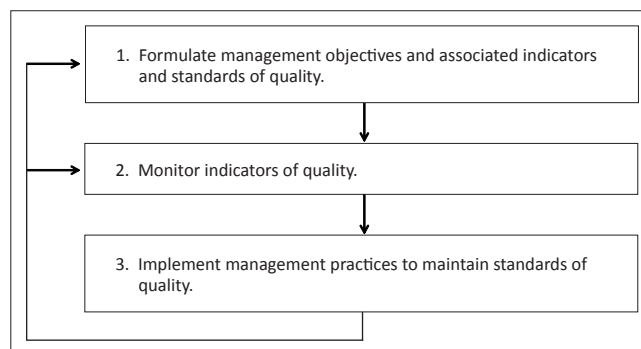 1. Formulate management objectives and associated indicators
and standards of quality.
2. Monitor indicators of quality.
3. Implement management practices to maintain standards of
quality.